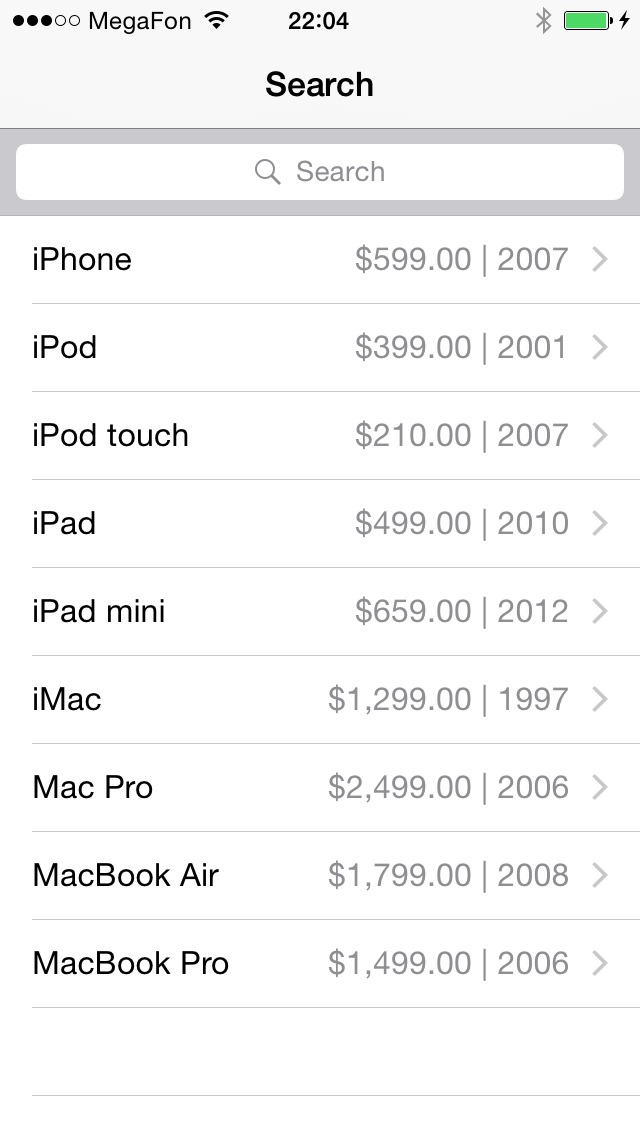 MegaFon 22:04
Search
Search
iPhone $599.00 | 2007
iPod $399.00 | 2001
iPod touch $210.00 | 2007
iPad $499.00 | 2010
iPad mini $659.00 | 2012
iMac $1,299.00 | 1997
Mac Pro $2,499.00 | 2006
MacBook Air $1,799.00 | 2008
MacBook Pro $1,499.00 | 2006